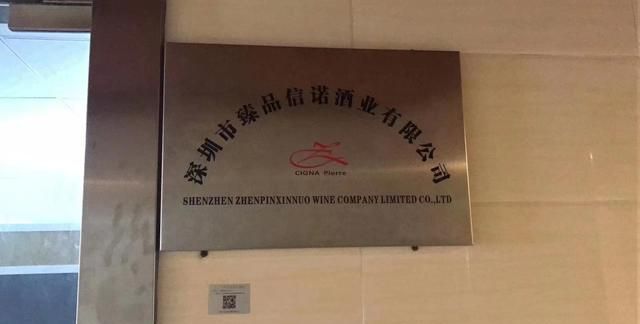 深圳市臻品信诺酒业有限公司
CIGNA Pierre
SHENZHEN ZHENPINXINNUO WINE COMPANY LIMITED CO.,LTD